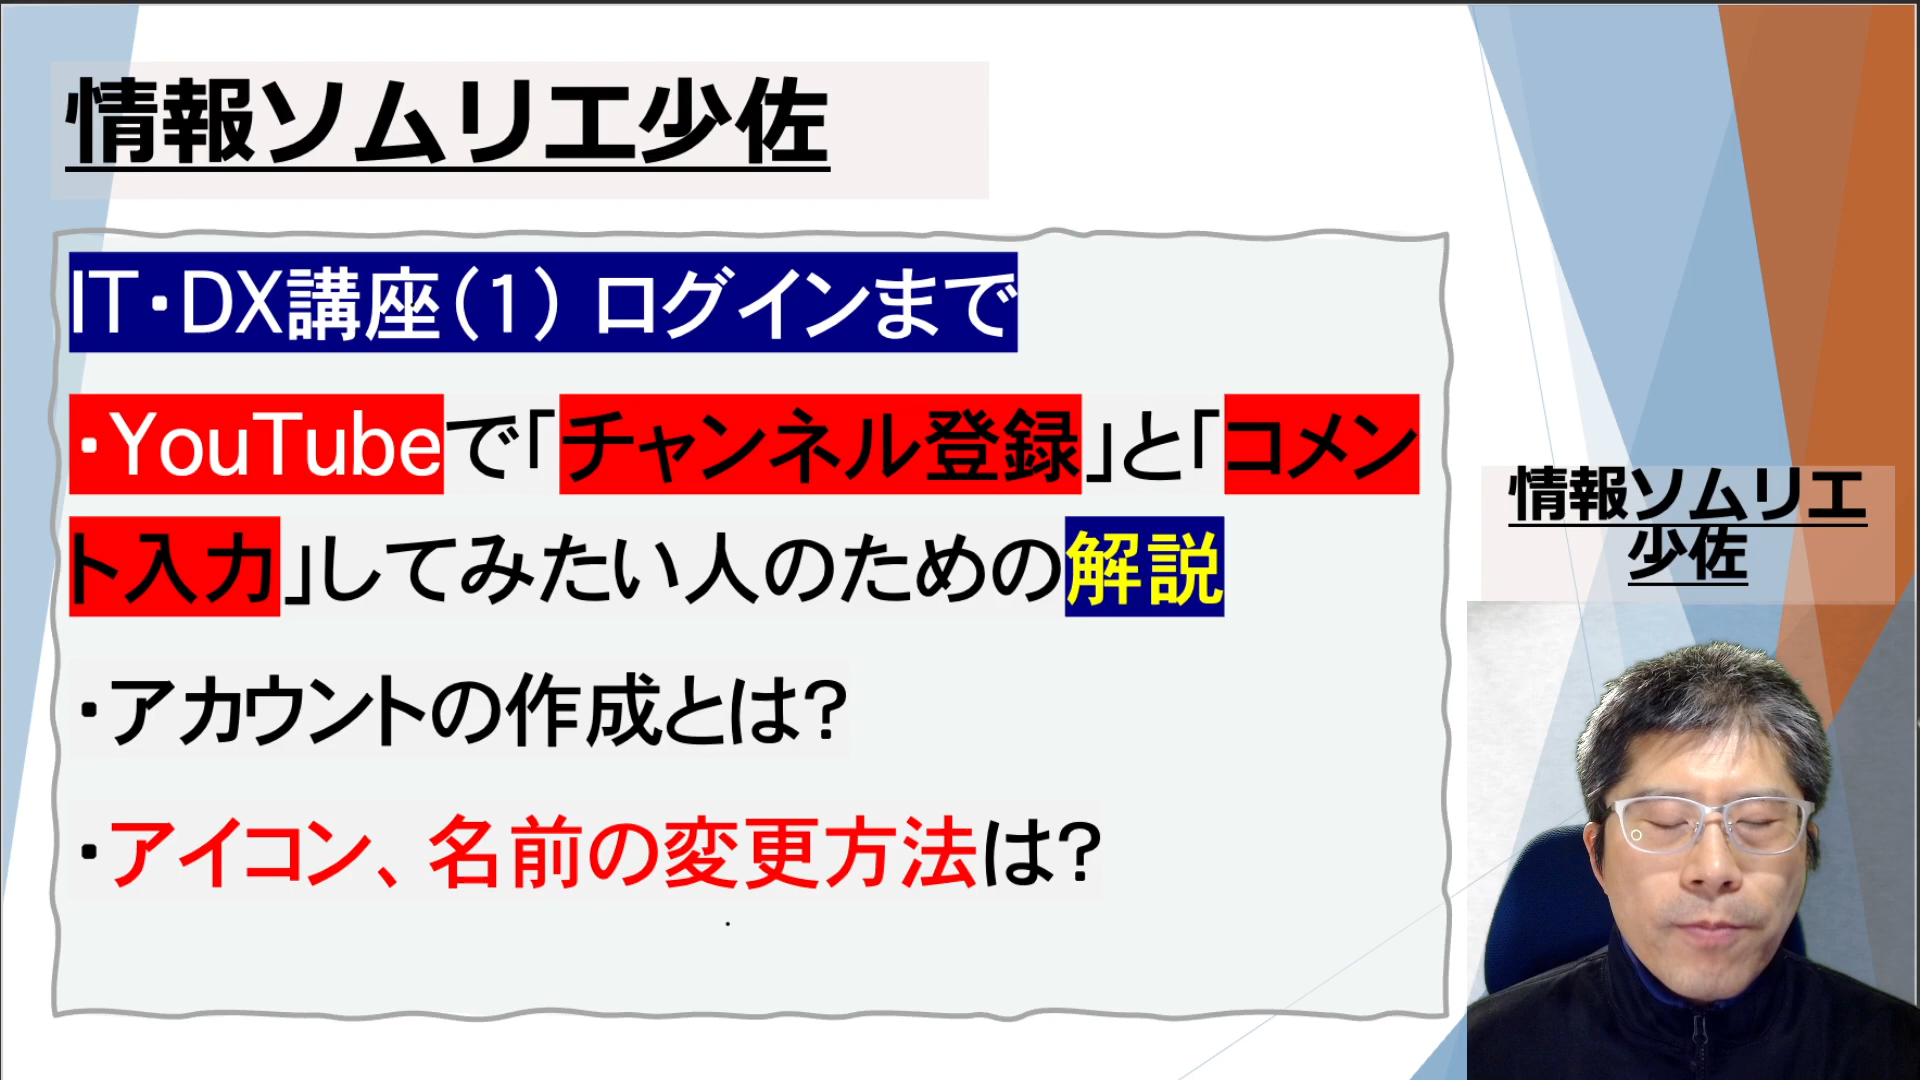 情報ソムリエ少佐
IT・DX講座（1） ログインまで
・YouTubeで「チャンネル登録」と「コメン
ト入力」してみたい人のための解説
・アカウントの作成とは？
・アイコン、名前の変更方法は？
情報ソムリエ
少佐